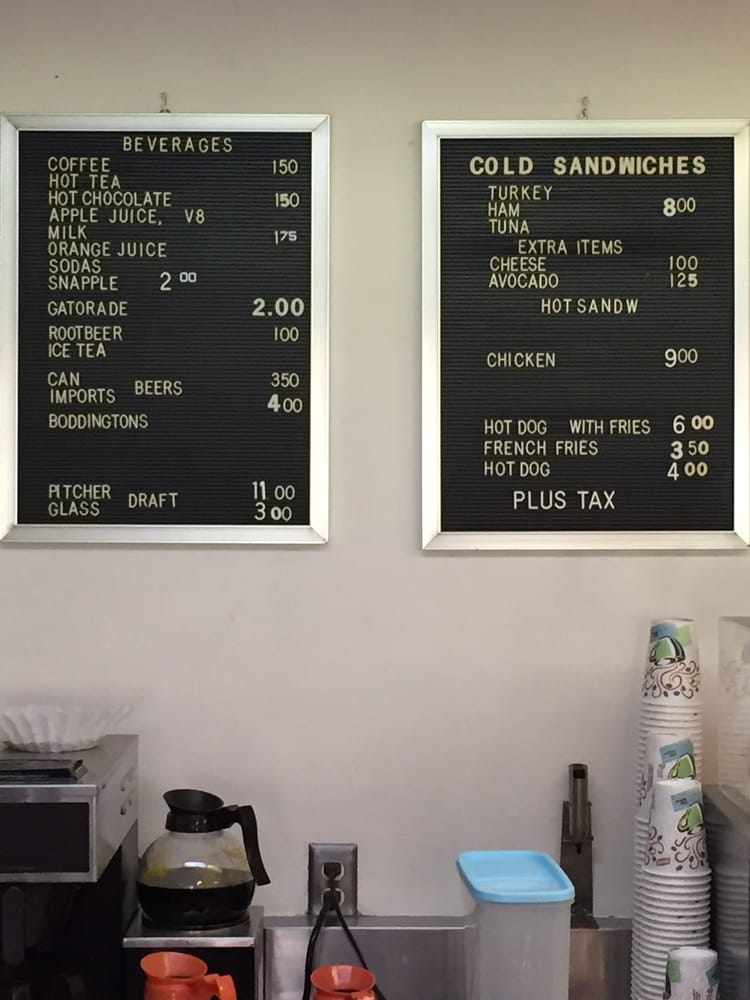 BEVERAGES
COFFEE 150
HOT TEA
HOT CHOCOLATE 150
APPLE JUICE, V8
MILK 175
ORANGE JUICE
SODAS
SNAPPLE 2 00
GATORADE 2.00
ROOTBEER 100
ICE TEA
CAN 350
IMPORTS BEERS 400
BODDINGTONS
PITCHER 11 00
GLASS DRAFT 300
COLD SANDWICHES
TURKEY
HAM 800
TUNA
EXTRA ITEMS
CHEESE 100
AVOCADO 125
HOT SANDW
CHICKEN 900
HOT DOG WITH FRIES 6 00
FRENCH FRIES 3 50
HOT DOG 4 00
PLUS TAX